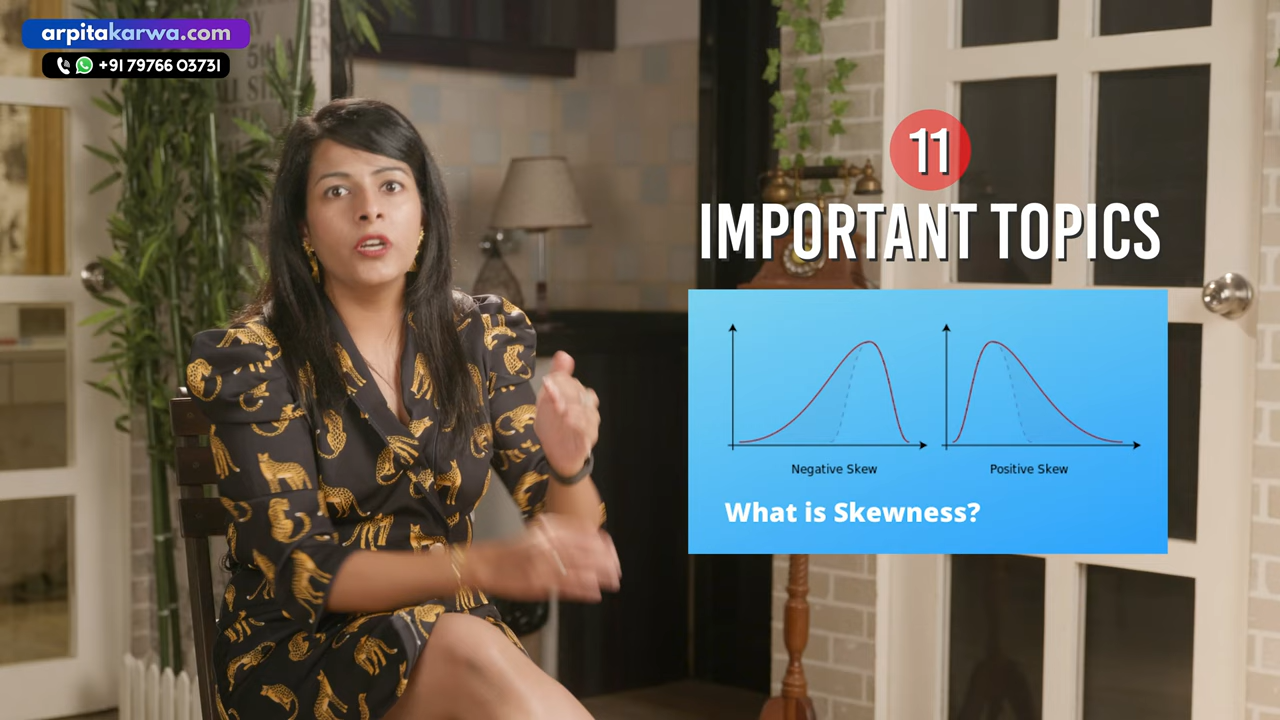 arpitakarwa.com
+91 79766 03731
11
IMPORTANT TOPICS
Negative Skew
Positive Skew
What is Skewness?